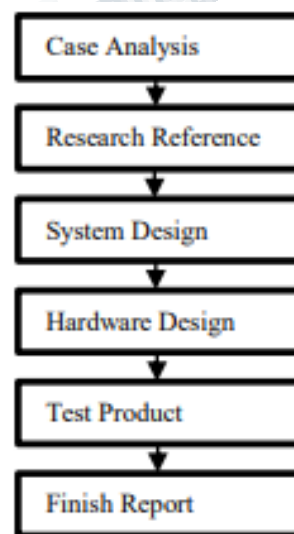 Case Analysis
Research Reference
System Design
Hardware Design
Test Product
Finish Report